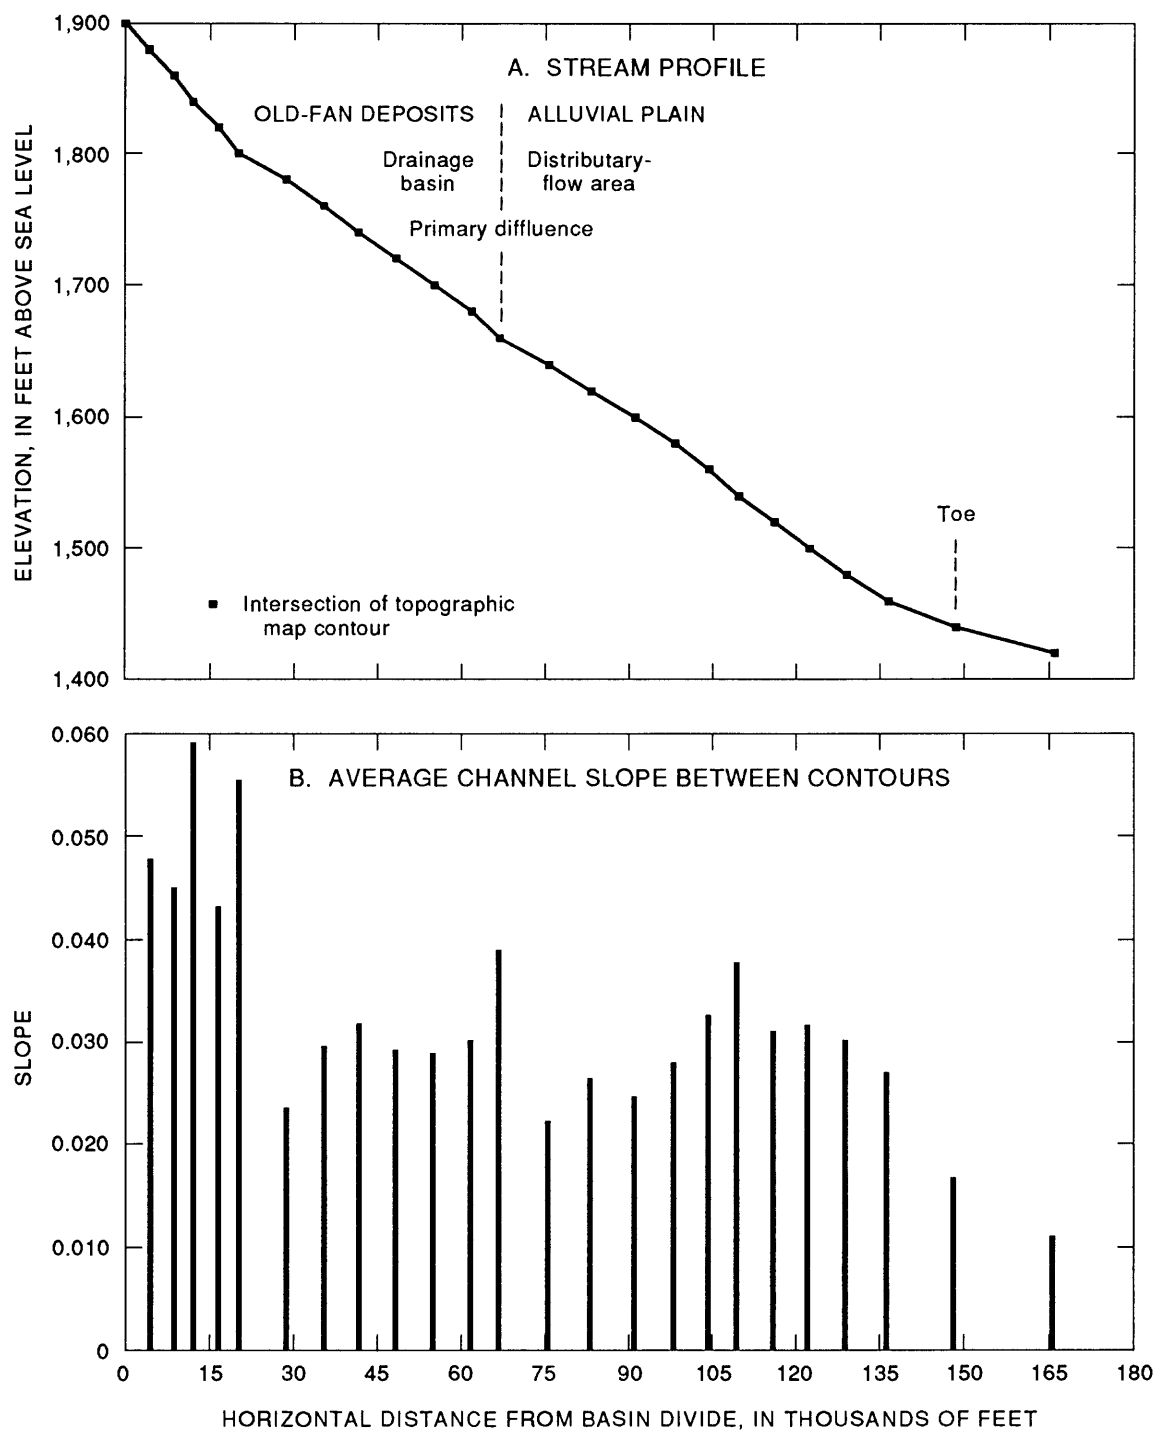 A. STREAM PROFILE
OLD-FAN DEPOSITS
ALLUVIAL PLAIN
Drainage
basin
Distributary-
flow area
Primary diffluence
Toe
Intersection of topographic
map contour
ELEVATION, IN FEET ABOVE SEA LEVEL
1,900
1,800
1,700
1,600
1,500
1,400
B. AVERAGE CHANNEL SLOPE BETWEEN CONTOURS
SLOPE
0.060
0.050
0.040
0.030
0.020
0.010
0
0 15 30 45 60 75 90 105 120 135 150 165 180
HORIZONTAL DISTANCE FROM BASIN DIVIDE, IN THOUSANDS OF FEET